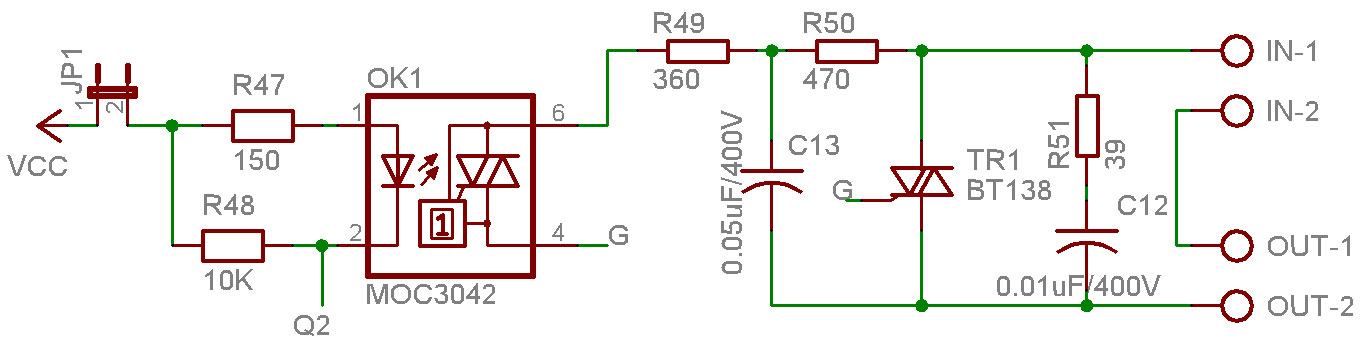 JP1
1
2
VCC
R47
150
R48
10K
Q2
OK1
1
2
6
4
1
MOC3042
G
R49
360
R50
470
C13
0.05uF/400V
G
TR1
BT138
R51
39
C12
0.01uF/400V
IN-1
IN-2
OUT-1
OUT-2